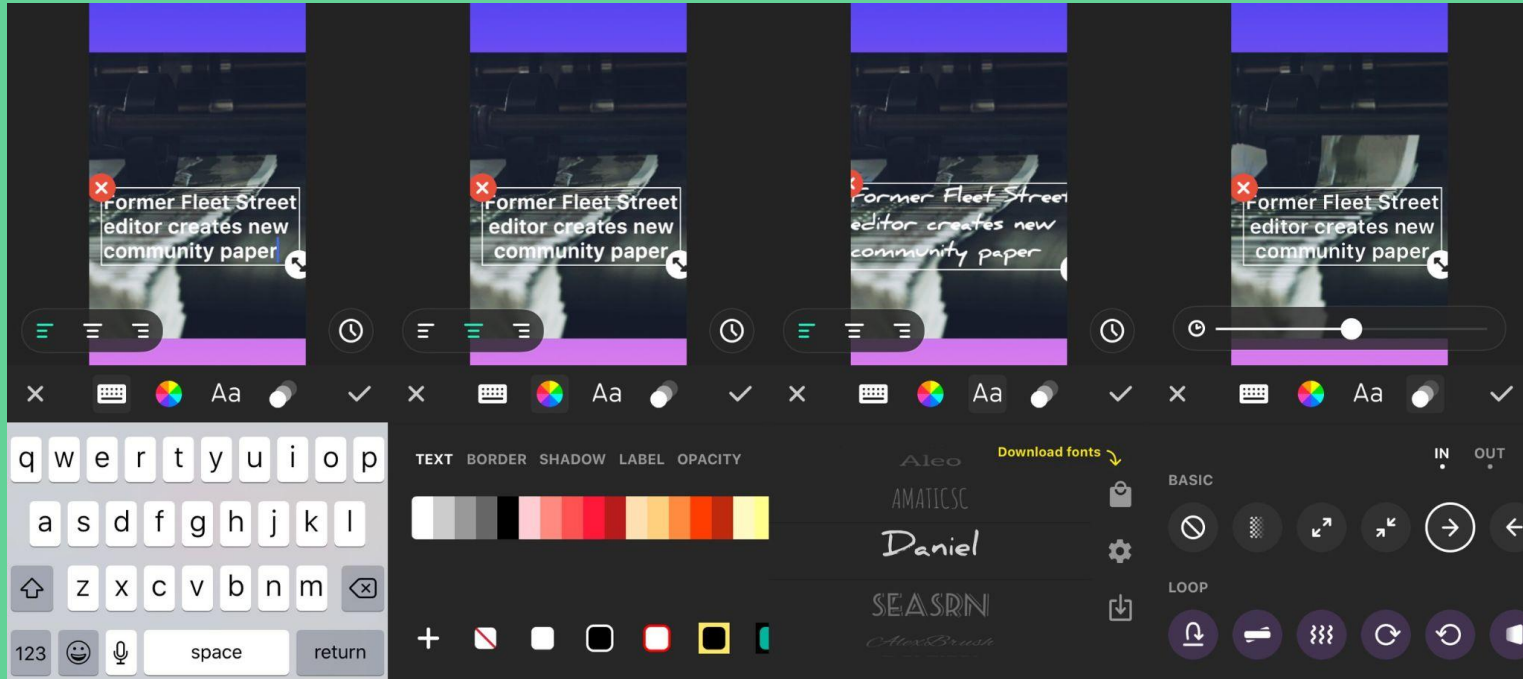 Former Fleet Street
editor creates new
community paper
Aa
q w e r t y u i o p
a s d f g h j k l
z x c v b n m
123 space return
Former Fleet Street
editor creates new
community paper
Aa
TEXT BORDER SHADOW LABEL OPACITY
Former Fleet Street
editor creates new
community paper
Aa
Download fonts
Aleo
AMATICSC
Daniel
SEASRN
AlexBrush
Former Fleet Street
editor creates new
community paper
Aa
IN OUT
BASIC
LOOP